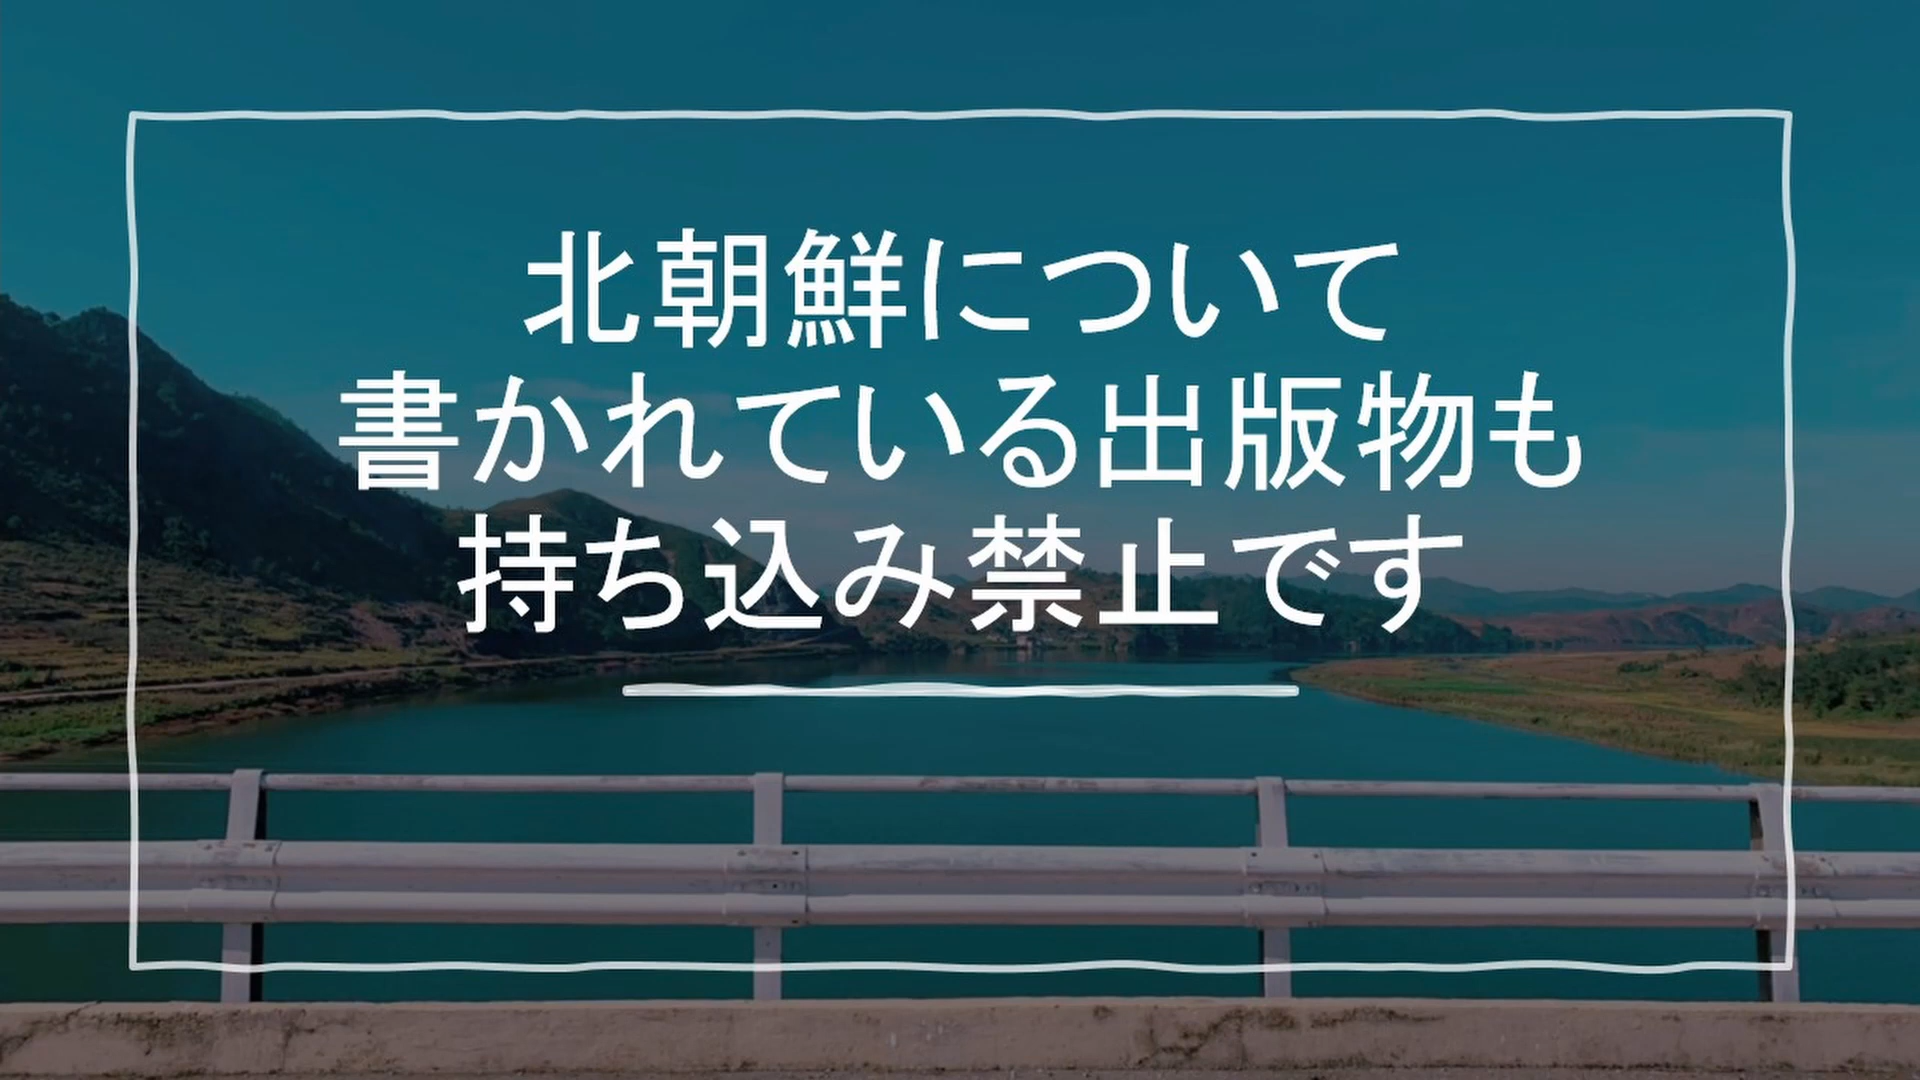 北朝鮮について
書かれている出版物も
持ち込み禁止です